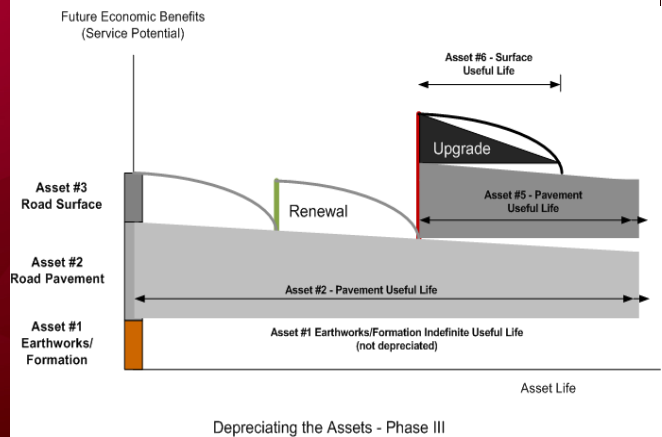 Future Economic Benefits
(Service Potential)
Asset #6 - Surface
Useful Life
Upgrade
Asset #3
Road Surface
Renewal
Asset #5 - Pavement
Useful Life
Asset #2
Road Pavement
Asset #2 - Pavement Useful Life
Asset #1
Earthworks/
Formation
Asset #1 Earthworks/Formation Indefinite Useful Life
(not depreciated)
Asset Life
Depreciating the Assets - Phase III